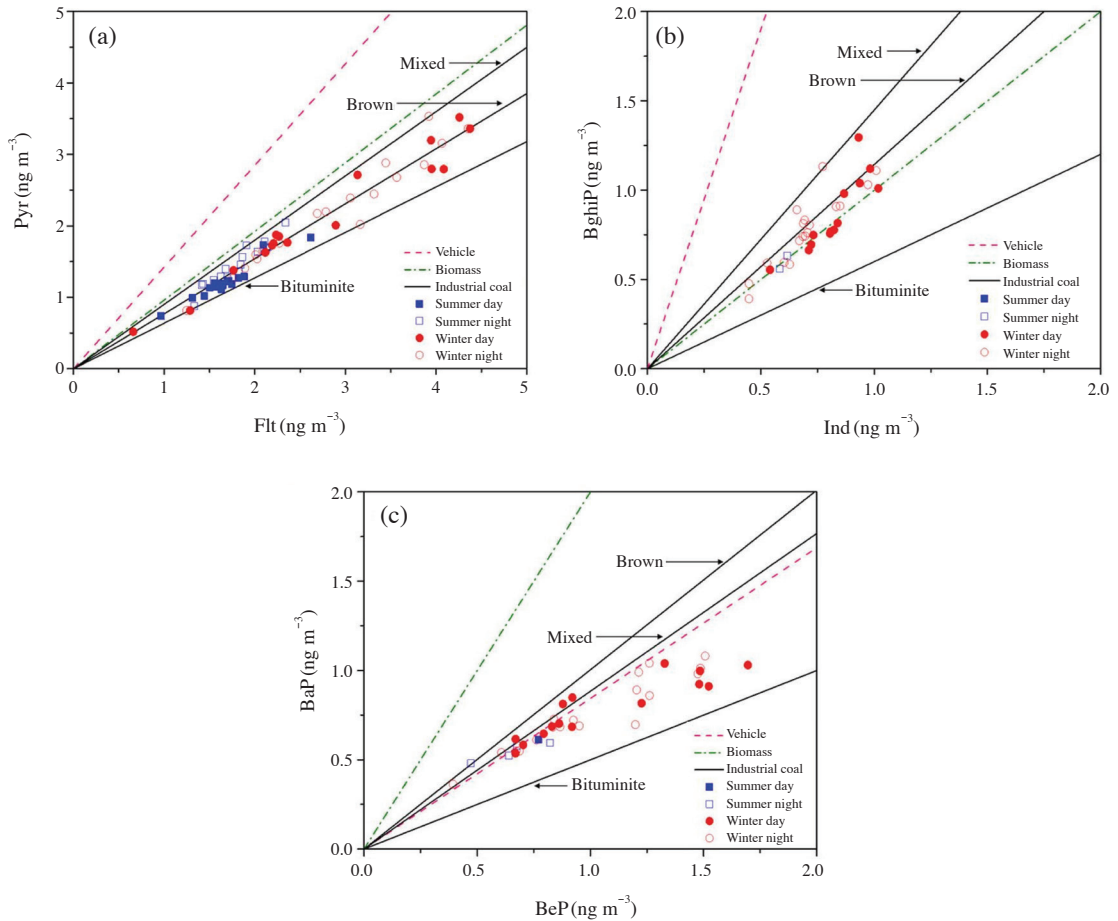 (a)
5
4
3
2
1
0
0
1
2
3
4
5
Pyr (ng m⁻³)
Flt (ng m⁻³)
Mixed
Brown
Bituminite
Vehicle
Biomass
Industrial coal
Summer day
Summer night
Winter day
Winter night
(b)
2.0
1.5
1.0
0.5
0.0
0.0
0.5
1.0
1.5
2.0
BghiP (ng m⁻³)
Ind (ng m⁻³)
Mixed
Brown
Bituminite
Vehicle
Biomass
Industrial coal
Summer day
Summer night
Winter day
Winter night
(c)
2.0
1.5
1.0
0.5
0.0
0.0
0.5
1.0
1.5
2.0
BaP (ng m⁻³)
BeP (ng m⁻³)
Brown
Mixed
Bituminite
Vehicle
Biomass
Industrial coal
Summer day
Summer night
Winter day
Winter night